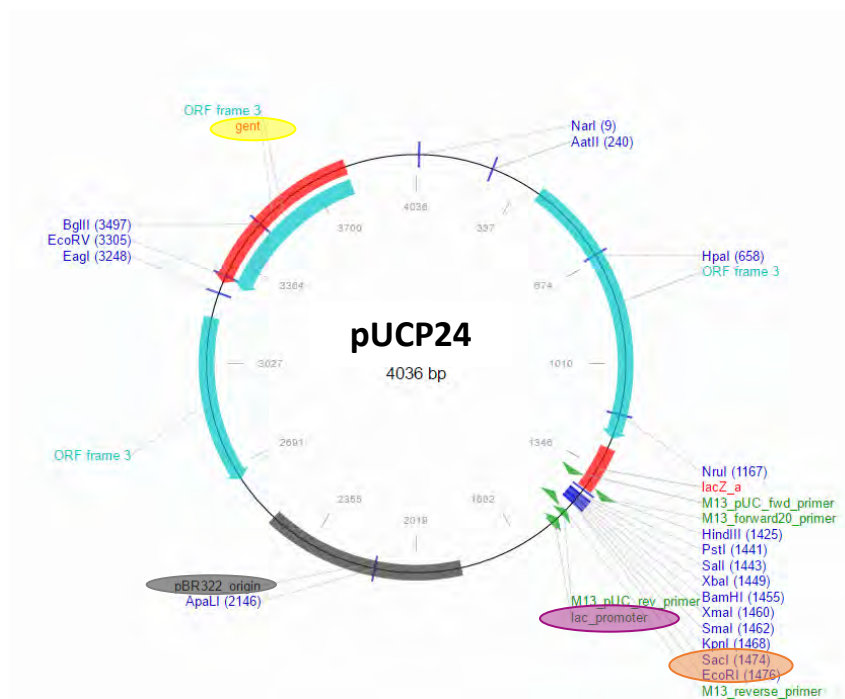 ORF frame 3
gent
NarI (9)
AatII (240)
4036
337
3700
BglII (3497)
EcoRV (3305)
EagI (3248)
HpaI (658)
ORF frame 3
674
3364
pUCP24
4036 bp
3027
1010
ORF frame 3
2691
1346
NruI (1167)
lacZ_a
M13_pUC_fwd_primer
M13_forward20_primer
HindIII (1425)
PstI (1441)
SalI (1443)
XbaI (1449)
BamHI (1455)
XmaI (1460)
SmaI (1462)
KpnI (1468)
SacI (1474)
EcoRI (1476)
M13_reverse_primer
2355
2019
1682
pBR322_origin
ApaLI (2146)
M13_pUC_rev_primer
lac_promoter